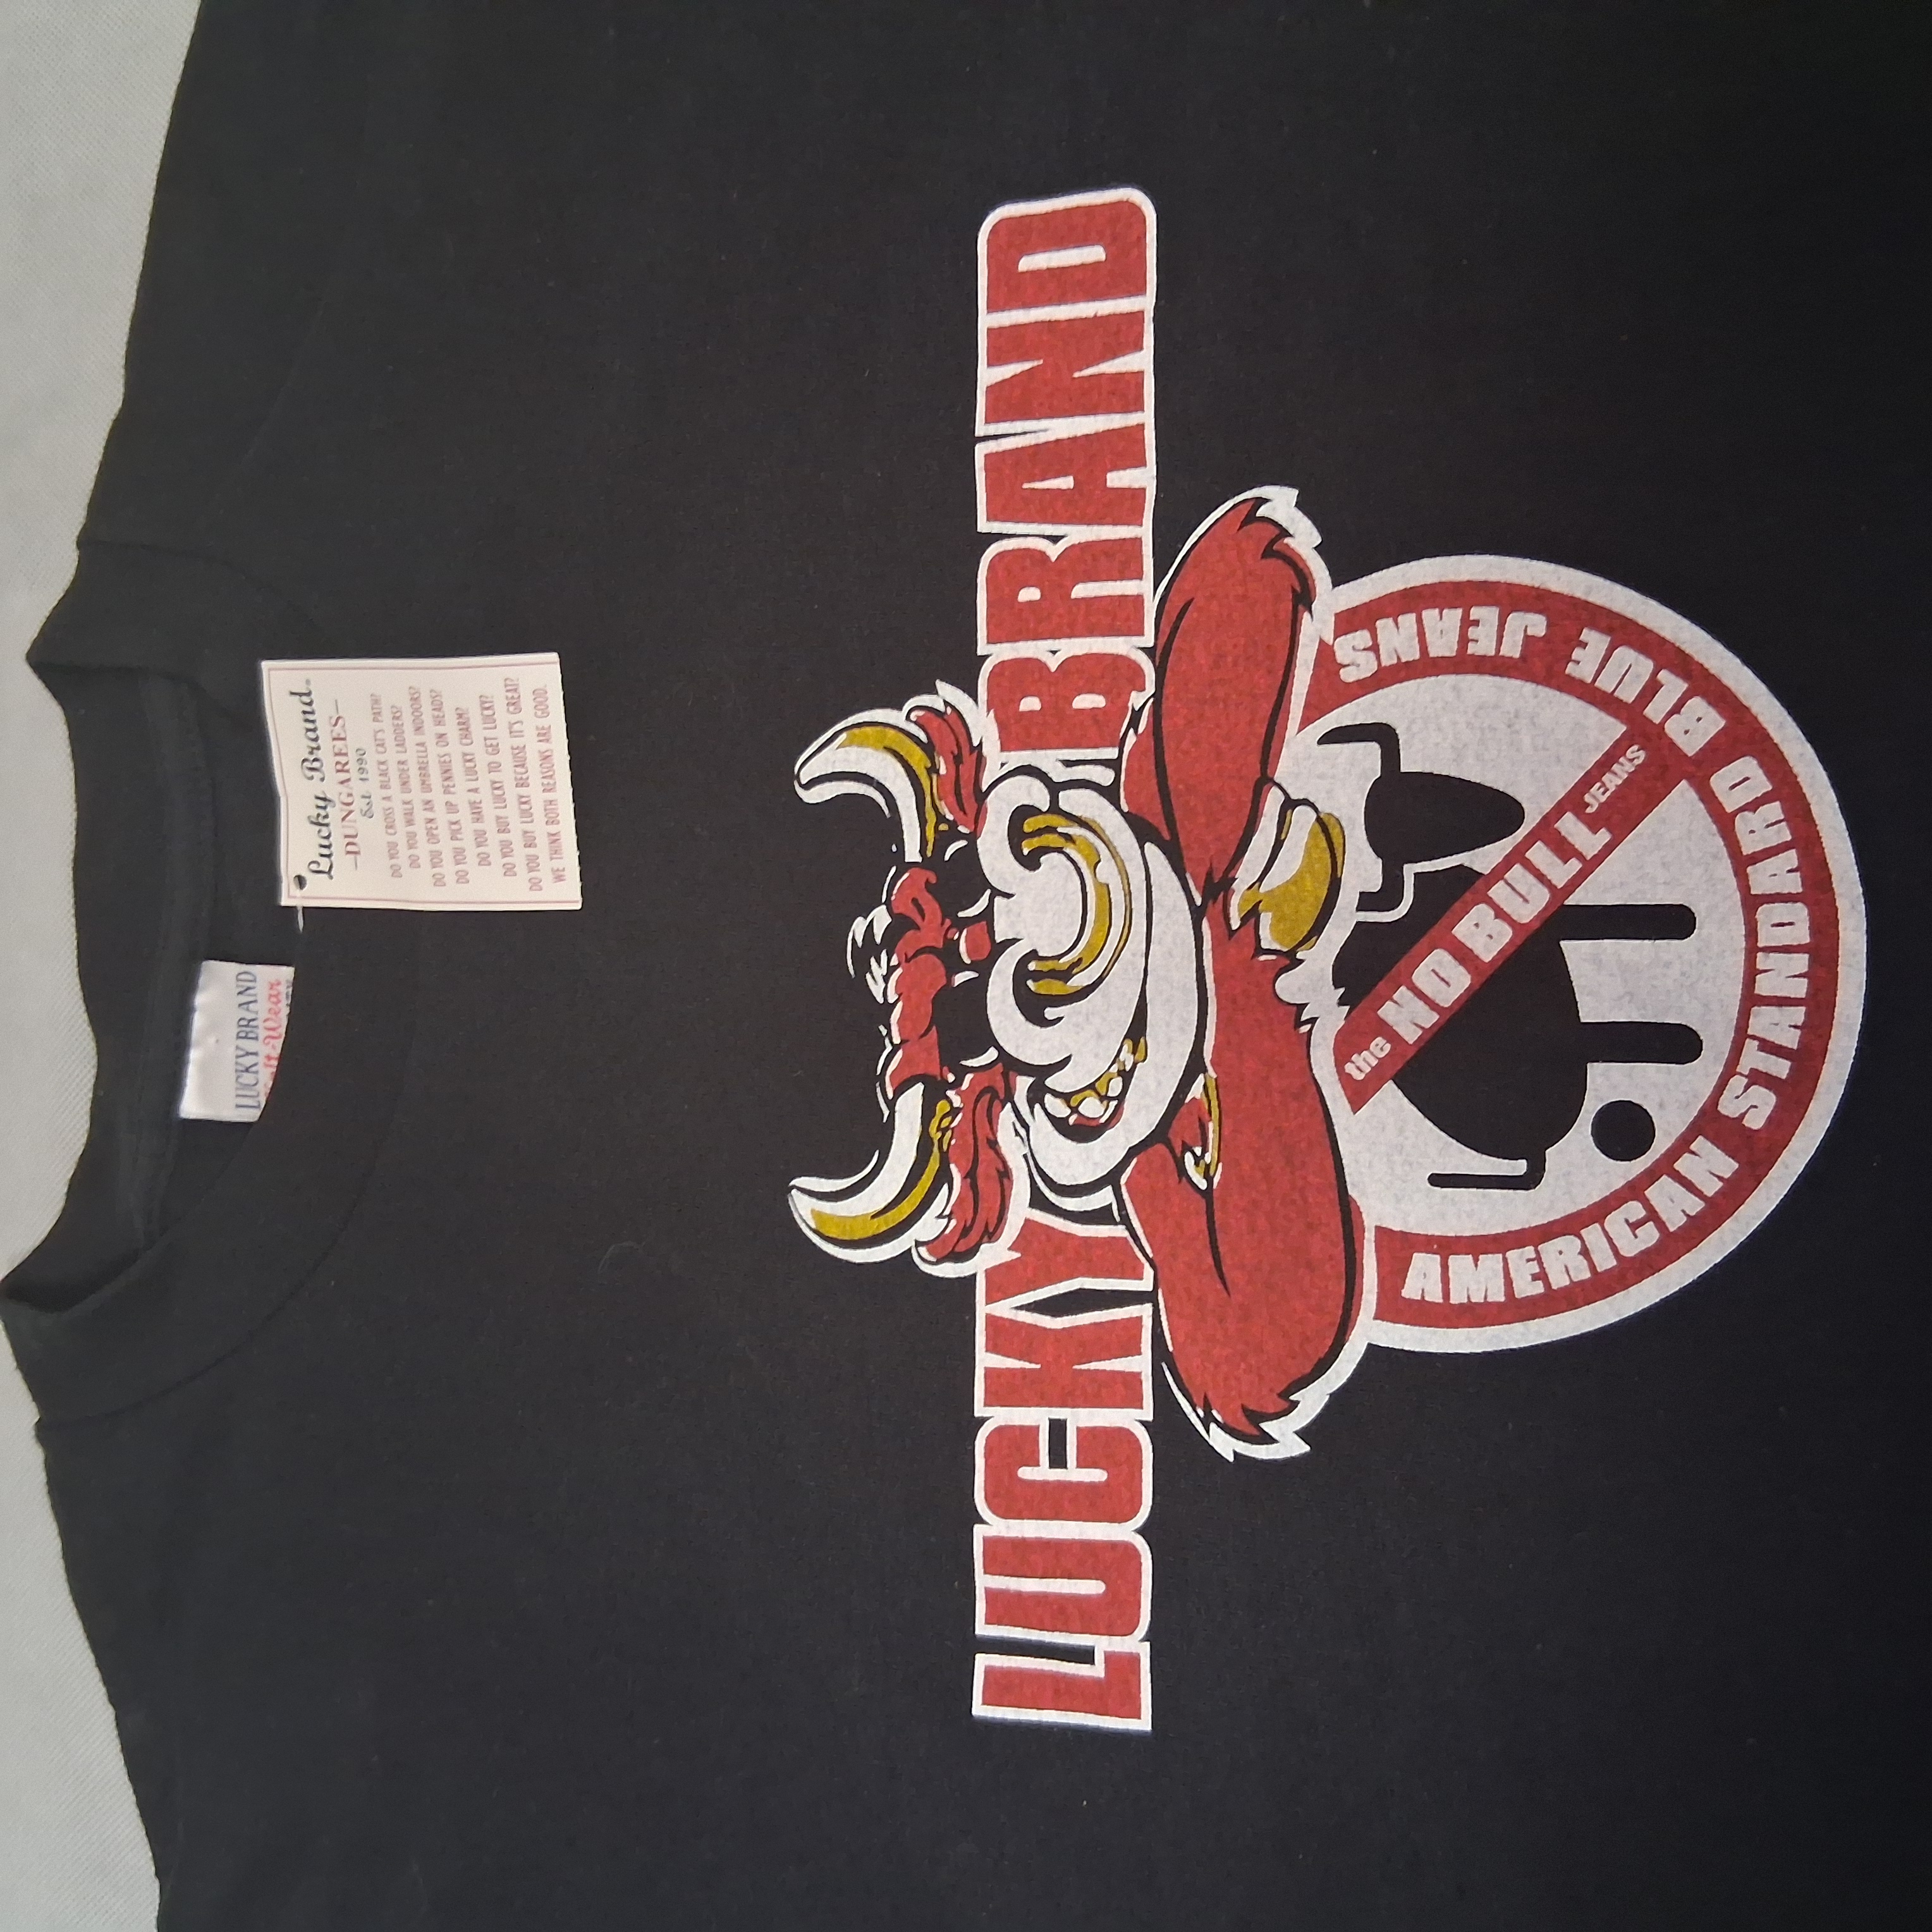 LUCKY BRAND
Lucky Brand.
—DUNGAREES—
Est. 1990
DO YOU CROSS A BLACK CAT'S PATH?
DO YOU WALK UNDER LADDERS?
DO YOU OPEN AN UMBRELLA INDOORS?
DO YOU PICK UP PENNIES ON HEADS?
DO YOU HAVE A LUCKY CHARM?
DO YOU BUY LUCKY TO GET LUCKY?
DO YOU BUY LUCKY BECAUSE IT'S GREAT?
WE THINK BOTH REASONS ARE GOOD.
LUCKY BRAND
the NO BULL JEANS
AMERICAN STANDARD BLUE JEANS